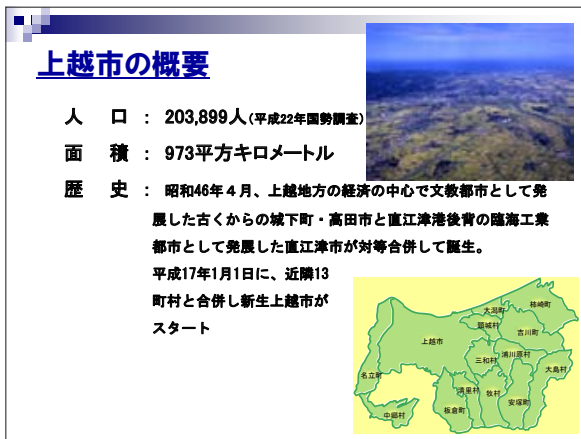 上越市の概要
人　口 ： 203,899人(平成22年国勢調査)
面　積 ： 973平方キロメートル
歴　史 ： 昭和46年４月、上越地方の経済の中心で文教都市として発
展した古くからの城下町・高田市と直江津港後背の臨海工業
都市として発展した直江津市が対等合併して誕生。
平成17年1月1日に、近隣13
町村と合併し新生上越市が
スタート
大潟町
柿崎町
頸城村
吉川町
上越市
三和村
浦川原村
大島村
名立町
清里村
牧村
安塚町
板倉町
中郷村